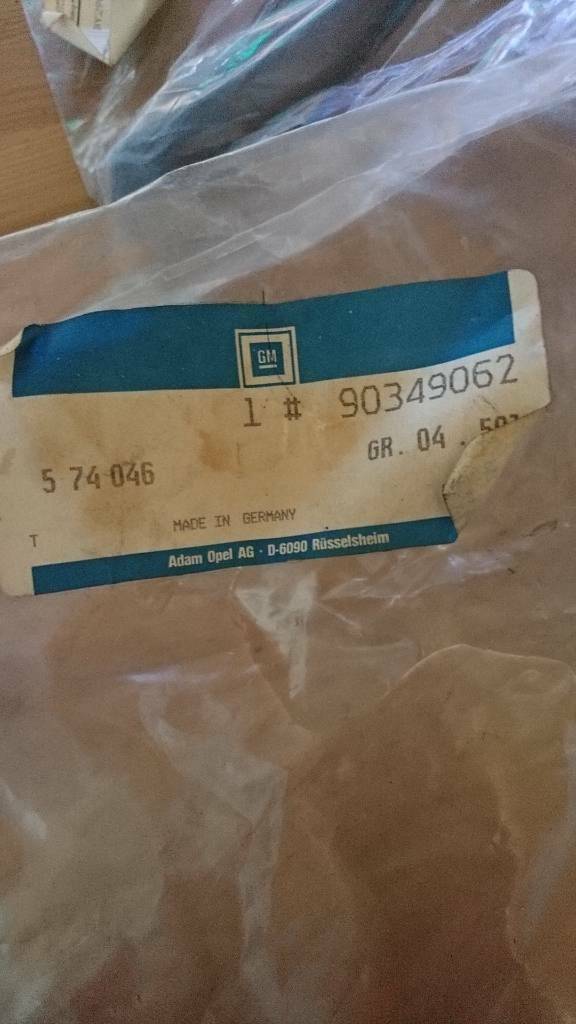 GM
1 # 90349062
GR. 04 .
5 74 046
MADE IN GERMANY
T
Adam Opel AG · D-6090 Rüsselsheim